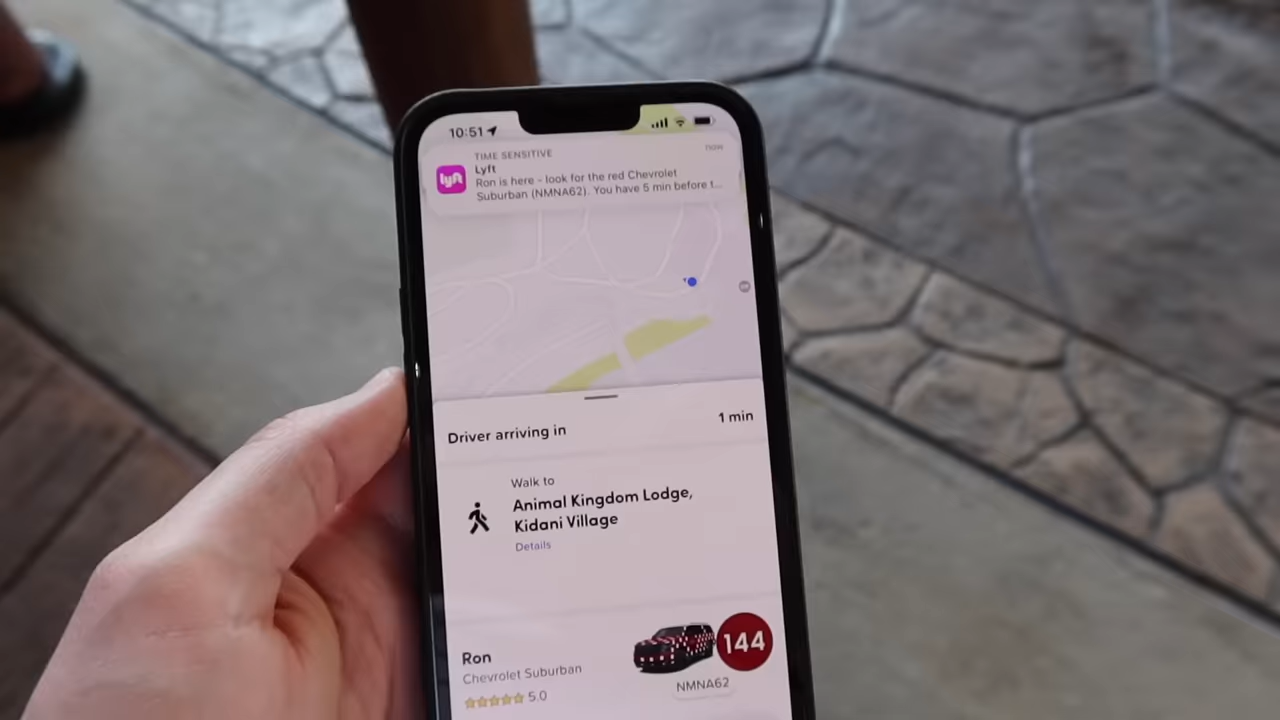 10:51
TIME SENSITIVE
now
Lyft
lyft
Ron is here - look for the red Chevrolet
Suburban (NMNA62). You have 5 min before t...
Driver arriving in
1 min
Walk to
Animal Kingdom Lodge,
Kidani Village
Details
Ron
Chevrolet Suburban
5.0
144
NMNA62